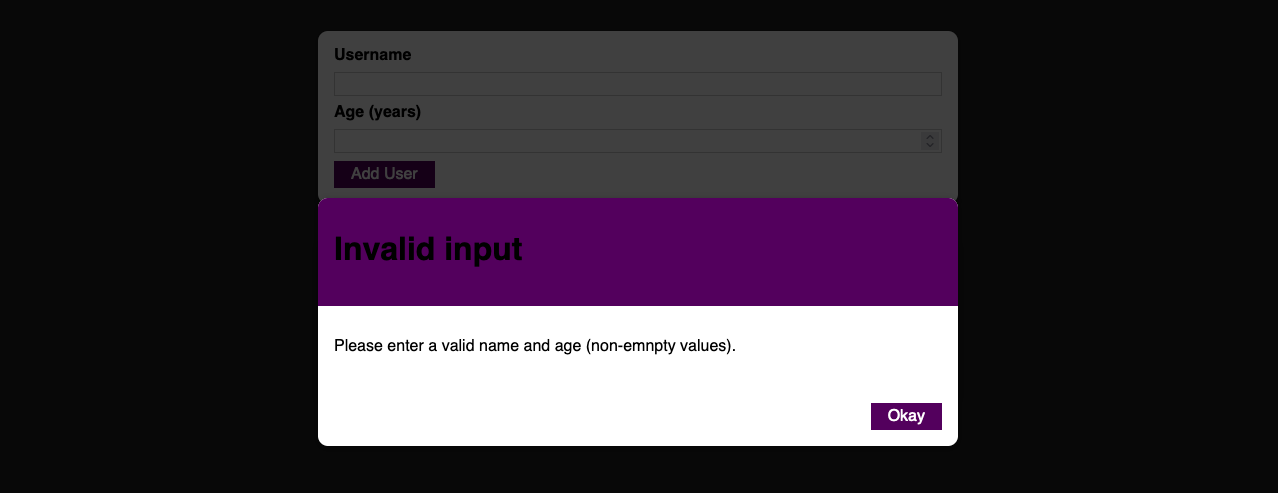 Username
Age (years)
Add User
Invalid input
Please enter a valid name and age (non-emnpty values).
Okay